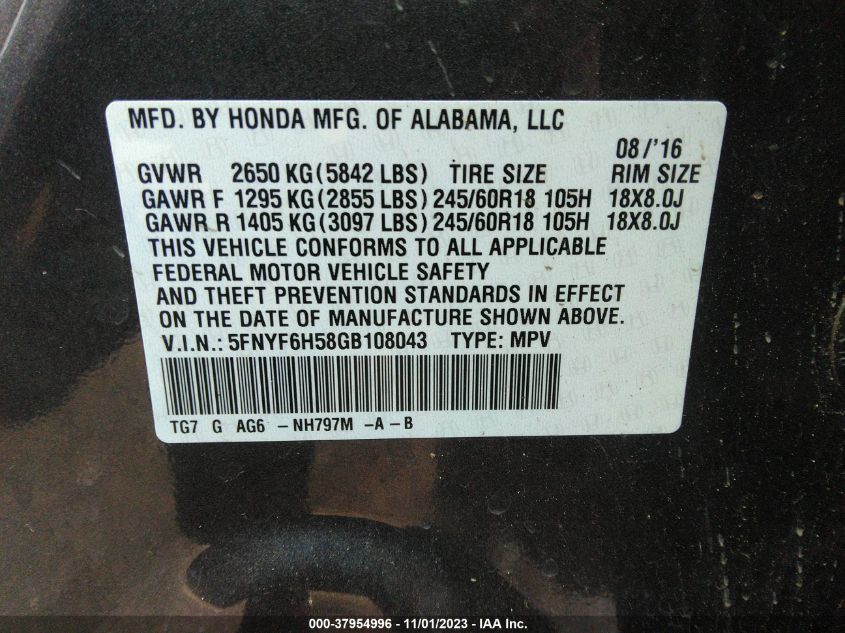 MFD. BY HONDA MFG. OF ALABAMA, LLC
08/'16
GVWR 2650 KG(5842 LBS) TIRE SIZE RIM SIZE
GAWR F 1295 KG(2855 LBS)245/60R18 105H 18X8.0J
GAWR R 1405 KG(3097 LBS)245/60R18 105H 18X8.0J
THIS VEHICLE CONFORMS TO ALL APPLICABLE
FEDERAL MOTOR VEHICLE SAFETY
AND THEFT PREVENTION STANDARDS IN EFFECT
ON THE DATE OF MANUFACTURE SHOWN ABOVE.
V.I.N.: 5FNYF6H58GB108043 TYPE: MPV
TG7 G AG6 -NH797M -A-B
000-37954996 - 11/01/2023 - IAA Inc.